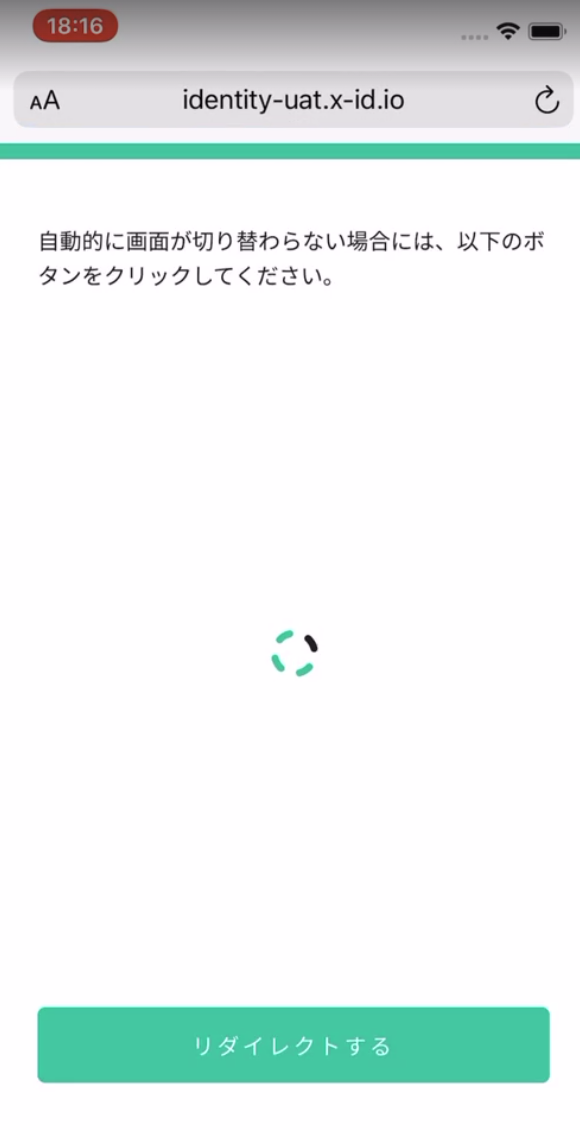 18:16
AA
identity-uat.x-id.io
自動的に画面が切り替わらない場合には、以下のボ
タンをクリックしてください。
リダイレクトする